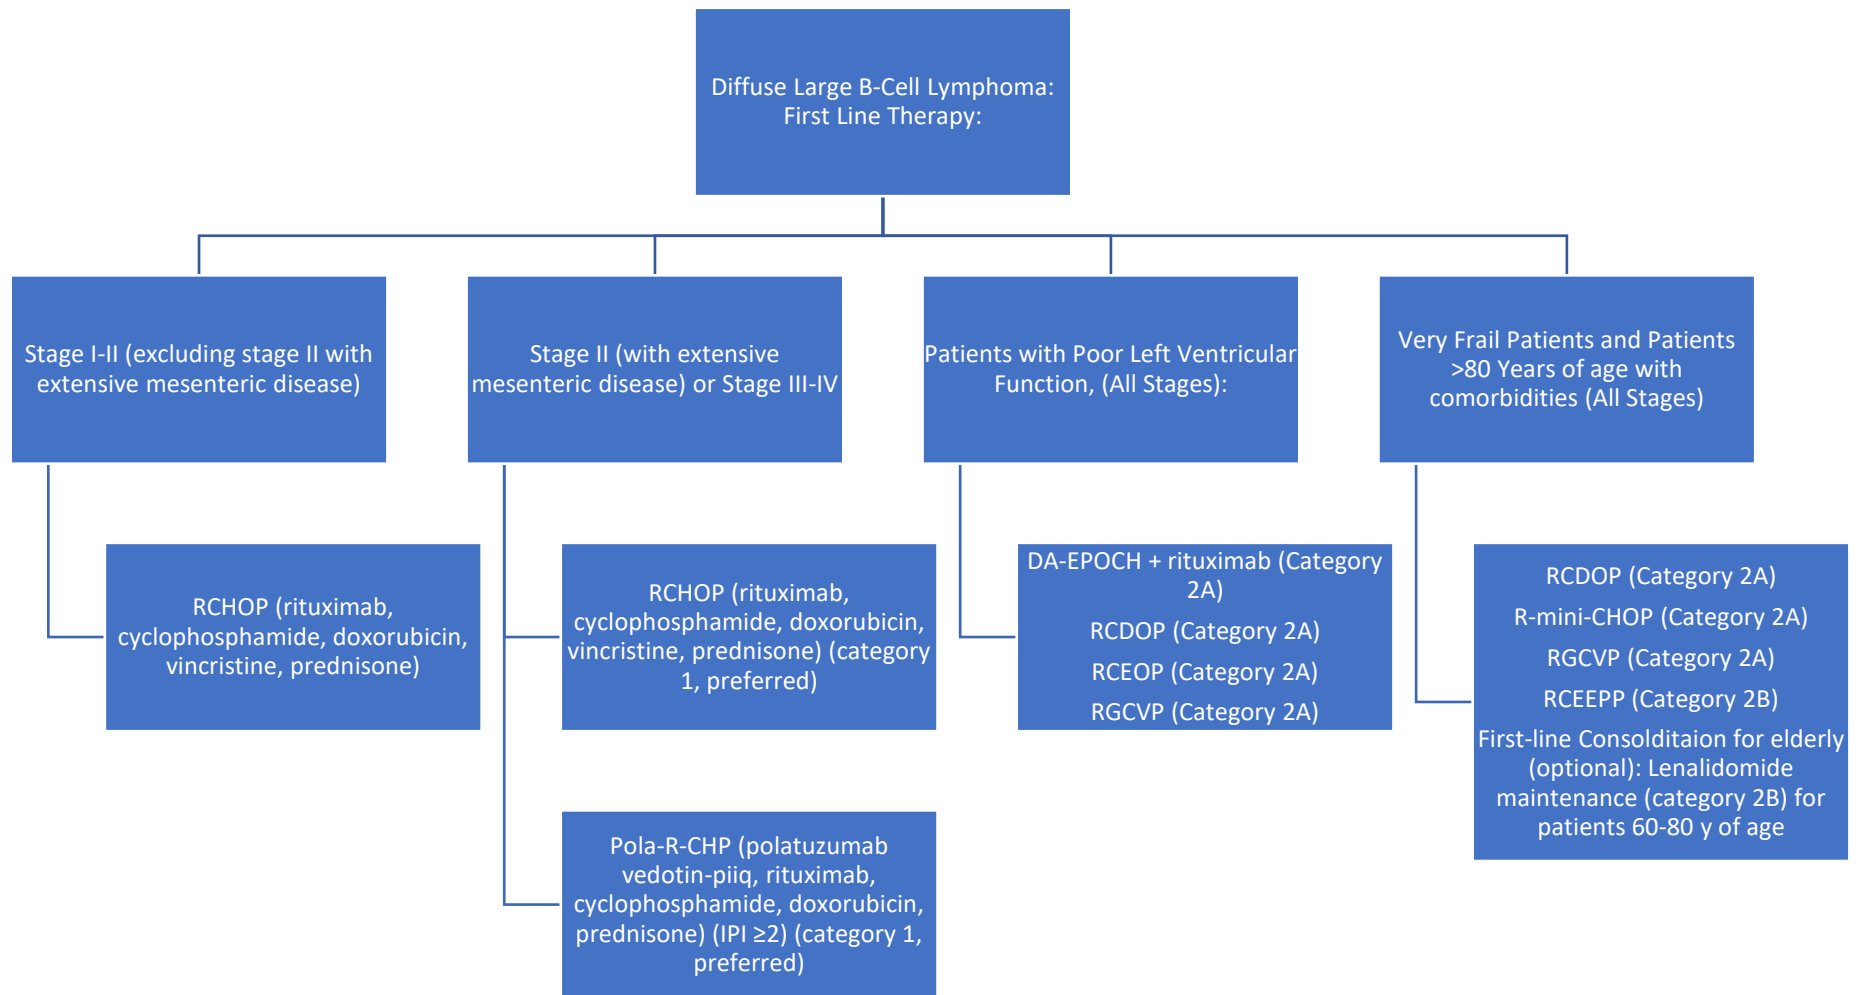 Diffuse Large B-Cell Lymphoma:
First Line Therapy:
Stage I-II (excluding stage II with
extensive mesenteric disease)
RCHOP (rituximab,
cyclophosphamide, doxorubicin,
vincristine, prednisone)
Stage II (with extensive
mesenteric disease) or Stage III-IV
RCHOP (rituximab,
cyclophosphamide, doxorubicin,
vincristine, prednisone) (category
1, preferred)
Pola-R-CHP (polatuzumab
vedotin-piiq, rituximab,
cyclophosphamide, doxorubicin,
prednisone) (IPI ≥2) (category 1,
preferred)
Patients with Poor Left Ventricular
Function, (All Stages):
DA-EPOCH + rituximab (Category
2A)
RCDOP (Category 2A)
RCEOP (Category 2A)
RGCVP (Category 2A)
Very Frail Patients and Patients
>80 Years of age with
comorbidities (All Stages)
RCDOP (Category 2A)
R-mini-CHOP (Category 2A)
RGCVP (Category 2A)
RCEEPP (Category 2B)
First-line Consolditaion for elderly
(optional): Lenalidomide
maintenance (category 2B) for
patients 60-80 y of age